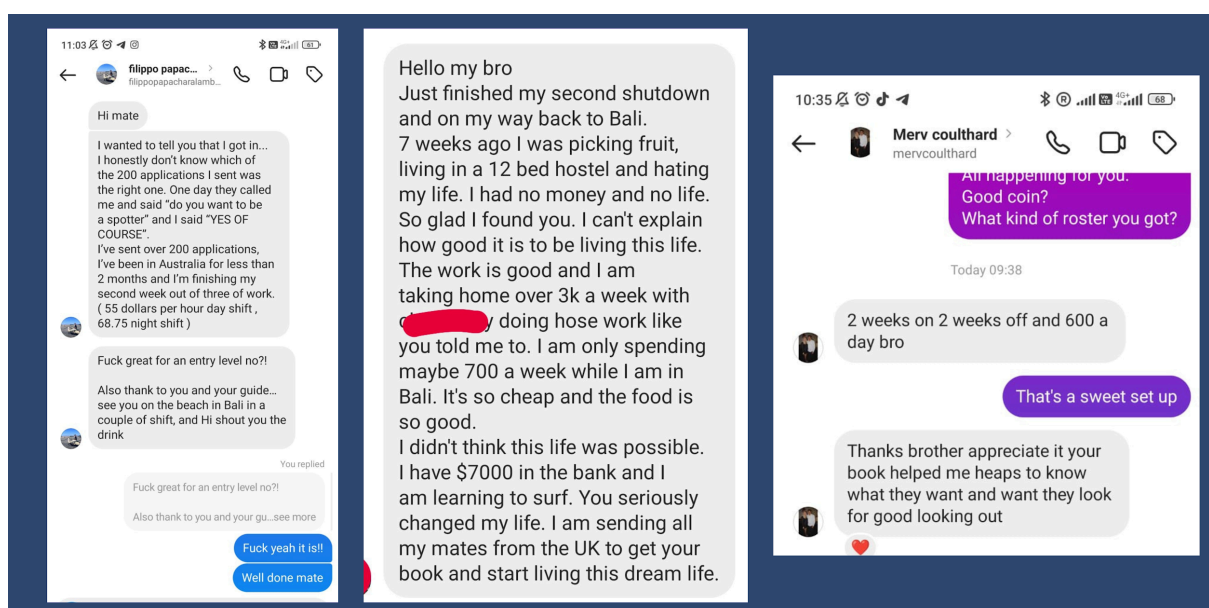 11:03
61
filippo papac...
filippopapacharalamb...
Hi mate
I wanted to tell you that I got in...
I honestly don't know which of
the 200 applications I sent was
the right one. One day they called
me and said "do you want to be
a spotter" and I said "YES OF
COURSE".
I've sent over 200 applications,
I've been in Australia for less than
2 months and I'm finishing my
second week out of three of work.
( 55 dollars per hour day shift ,
68.75 night shift )
Fuck great for an entry level no?!
Also thank to you and your guide...
see you on the beach in Bali in a
couple of shift, and Hi shout you the
drink
You replied
Fuck great for an entry level no?!
Also thank to you and your gu...see more
Fuck yeah it is!!
Well done mate
Hello my bro
Just finished my second shutdown
and on my way back to Bali.
7 weeks ago I was picking fruit,
living in a 12 bed hostel and hating
my life. I had no money and no life.
So glad I found you. I can't explain
how good it is to be living this life.
The work is good and I am
taking home over 3k a week with
y doing hose work like
you told me to. I am only spending
maybe 700 a week while I am in
Bali. It's so cheap and the food is
so good.
I didn't think this life was possible.
I have $7000 in the bank and I
am learning to surf. You seriously
changed my life. I am sending all
my mates from the UK to get your
book and start living this dream life.
10:35
4G+
68
Merv coulthard
mervcoulthard
All happening for you.
Good coin?
What kind of roster you got?
Today 09:38
2 weeks on 2 weeks off and 600 a
day bro
That's a sweet set up
Thanks brother appreciate it your
book helped me heaps to know
what they want and want they look
for good looking out